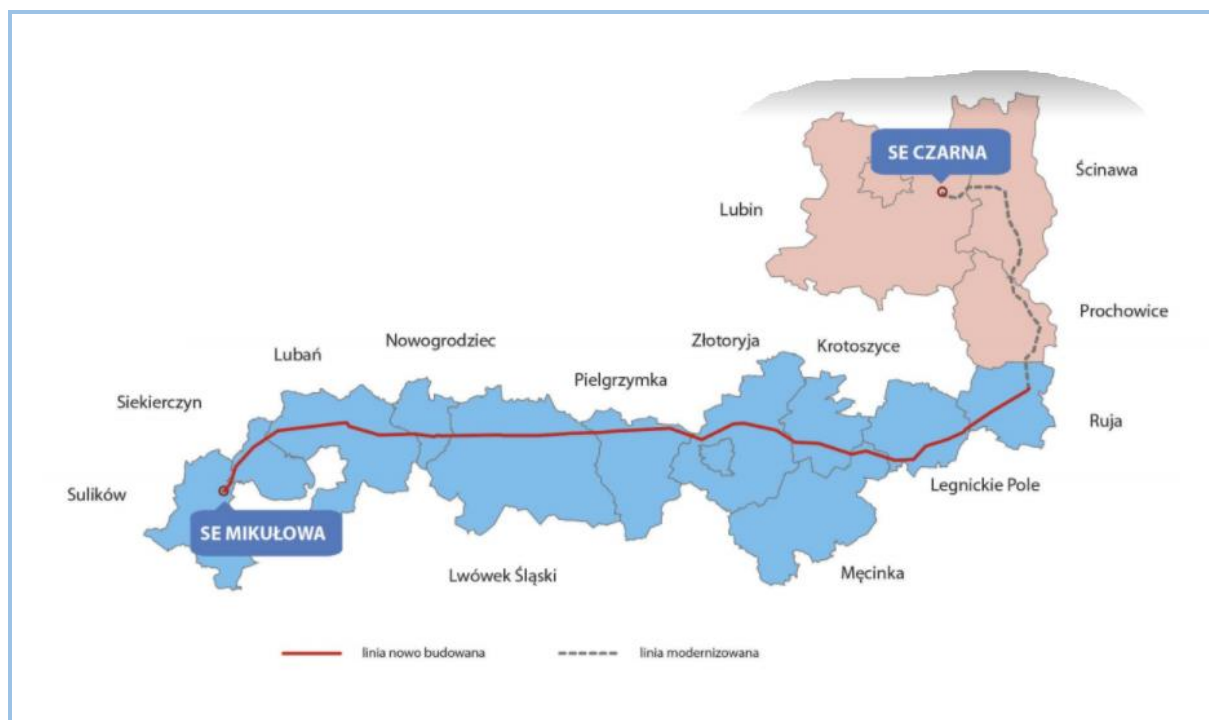 SE CZARNA
Ścinawa
Lubin
Prochowice
Złotoryja
Krotoszyce
Nowogrodziec
Lubań
Pielgrzymka
Siekierczyn
Ruja
Legnickie Pole
Sulików
SE MIKUŁOWA
Lwówek Śląski
Męcinka
linia nowo budowana
linia modernizowana